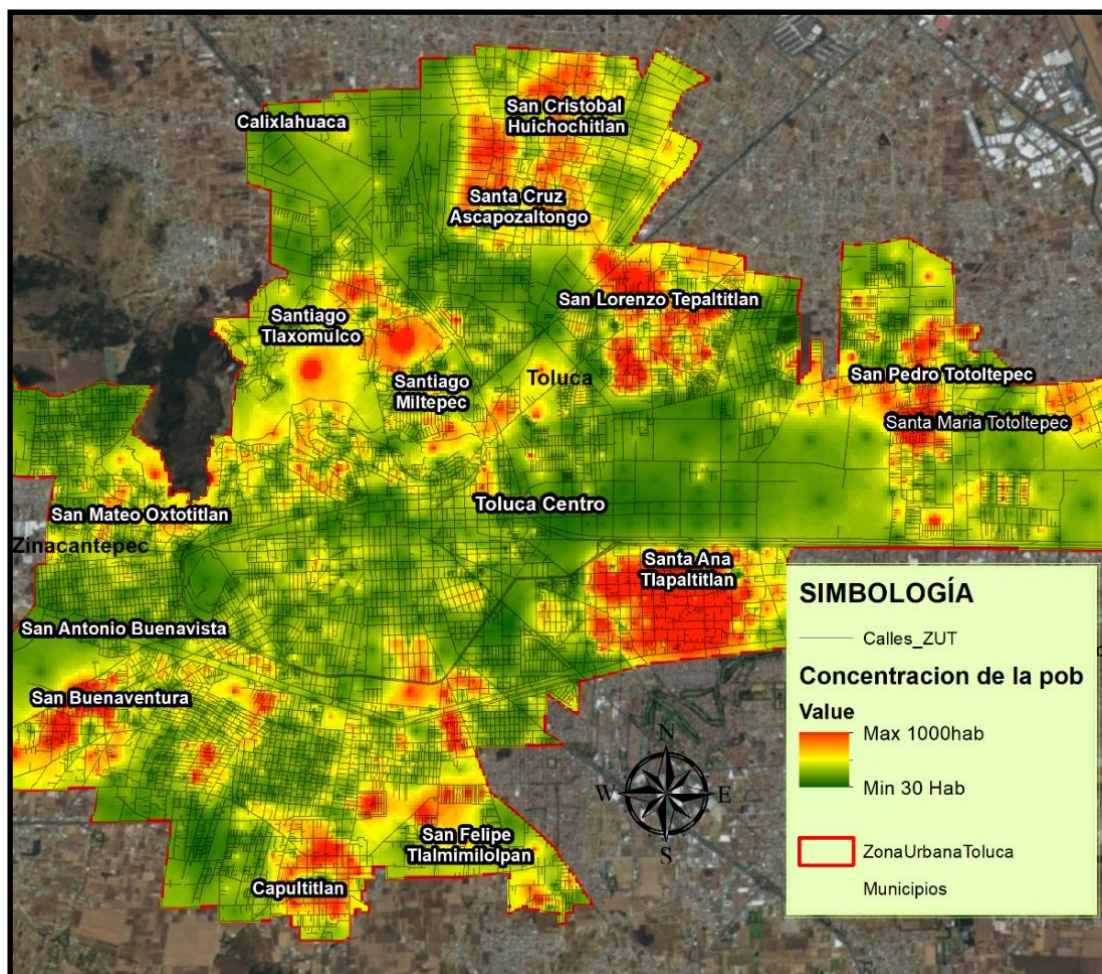 San Cristobal
Huichochitlan
Calixlahuaca
Santa Cruz
Ascapozaltongo
San Lorenzo Tepaltitlan
Santiago
Tlaxomulco
Toluca
Santiago
Miltepec
San Pedro Totoltepec
Santa Maria Totoltepec
Toluca Centro
San Mateo Oxtotitlan
Zinacantepec
Santa Ana
Tlapaltitlan
San Antonio Buenavista
San Buenaventura
San Felipe
Tlalmimilolpan
Capultitlan
N
W
E
S
SIMBOLOGÍA
Calles_ZUT
Concentracion de la pob
Value
Max 1000hab
Min 30 Hab
ZonaUrbanaToluca
Municipios